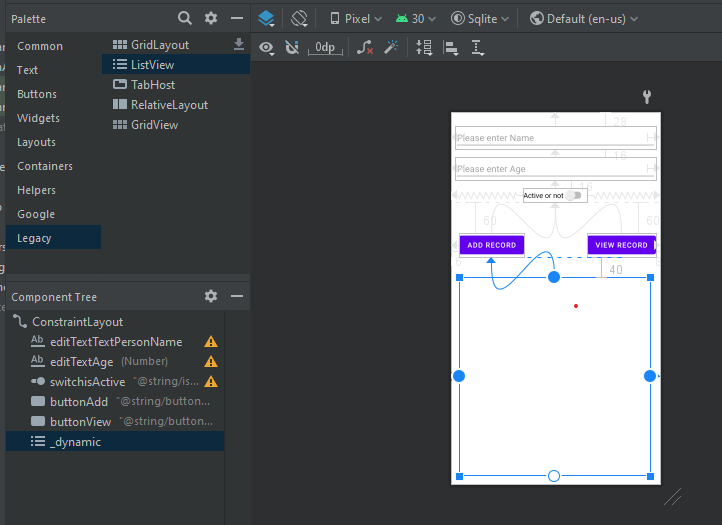 Palette
Pixel 30 Sqlite Default (en-us)
Common
Text
Buttons
Widgets
Layouts
Containers
Helpers
Google
Legacy
GridLayout
ListView
TabHost
RelativeLayout
GridView
0dp
28
Please enter Name
16
Please enter Age
15
Active or not
60
60
ADD RECORD
VIEW RECORD
40
Component Tree
ConstraintLayout
Ab editTextTextPersonName
Ab editTextAge (Number)
switchisActive "@string/is...
buttonAdd "@string/button...
buttonView "@string/button...
_dynamic